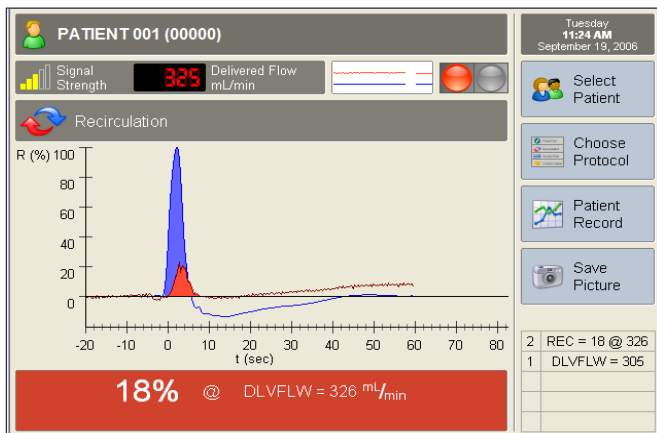 PATIENT 001 (00000)
Tuesday
11:24 AM
September 19, 2006
Signal
Strength
325
Delivered Flow
mL/min
Select
Patient
Recirculation
Choose
Protocol
Patient
Record
Save
Picture
R (%) 100
80
60
40
20
0
-20 -10 0 10 20 30 40 50 60 70 80
t (sec)
2 REC = 18 @ 326
1 DLVFLW = 305
18% @ DLVFLW = 326 mL/min